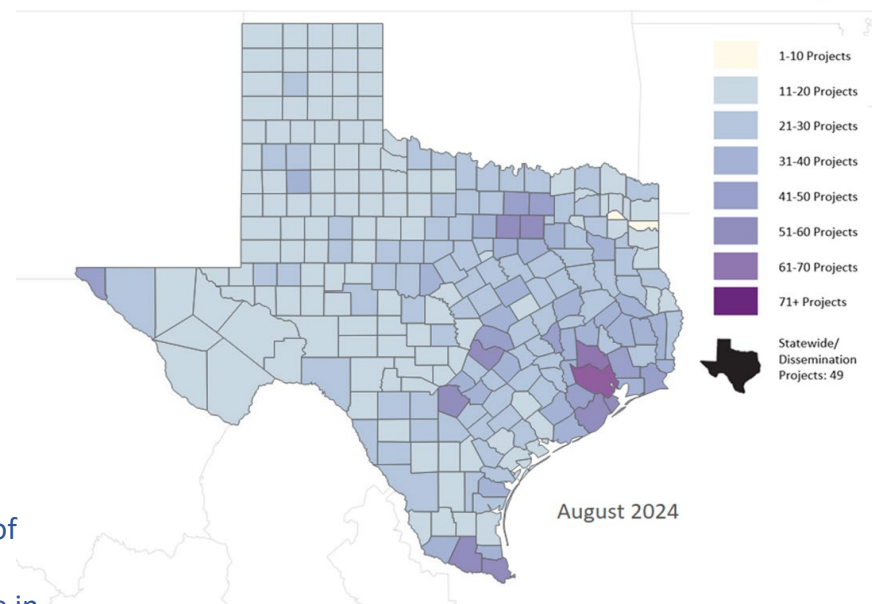 1-10 Projects
11-20 Projects
21-30 Projects
31-40 Projects
41-50 Projects
51-60 Projects
61-70 Projects
71+ Projects
Statewide/
Dissemination
Projects: 49
August 2024
of
in